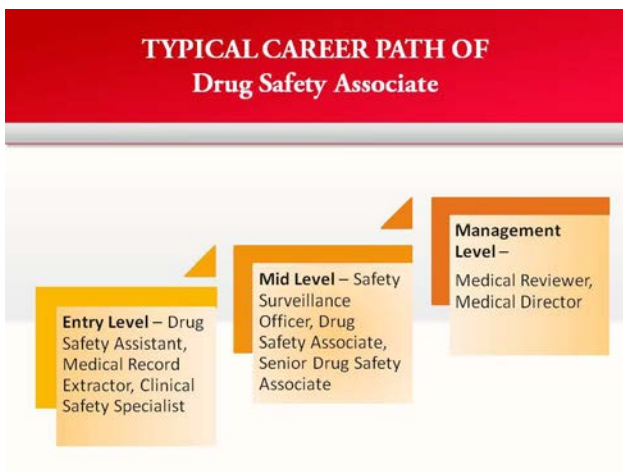 TYPICAL CAREER PATH OF
Drug Safety Associate
Entry Level – Drug
Safety Assistant,
Medical Record
Extractor, Clinical
Safety Specialist
Mid Level – Safety
Surveillance
Officer, Drug
Safety Associate,
Senior Drug Safety
Associate
Management
Level –
Medical Reviewer,
Medical Director